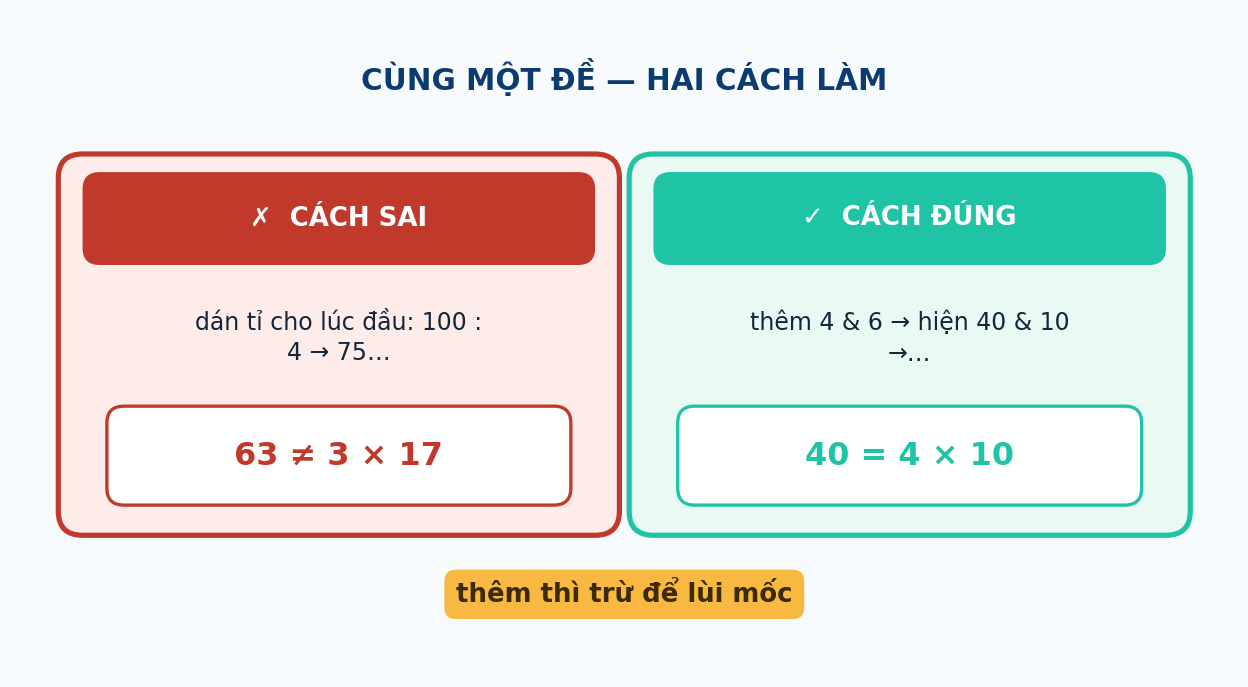 CÙNG MỘT ĐỀ — HAI CÁCH LÀM
✗ CÁCH SAI
dán tỉ cho lúc đầu: 100 :
4 → 75…
63 ≠ 3 × 17
✓ CÁCH ĐÚNG
thêm 4 & 6 → hiện 40 & 10
→…
40 = 4 × 10
thêm thì trừ để lùi mốc